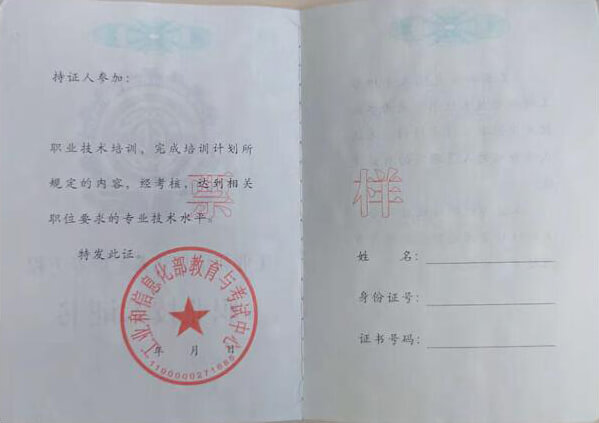 持证人参加:
职业技术培训，完成培训计划所
规定的内容，经考核，达到相关
职位要求的专业技术水平。
特发此证。
工业和信息化部教育与考试中心
年 月 日
1100000271685
票 样
姓 名:
身份证号:
证书号码: